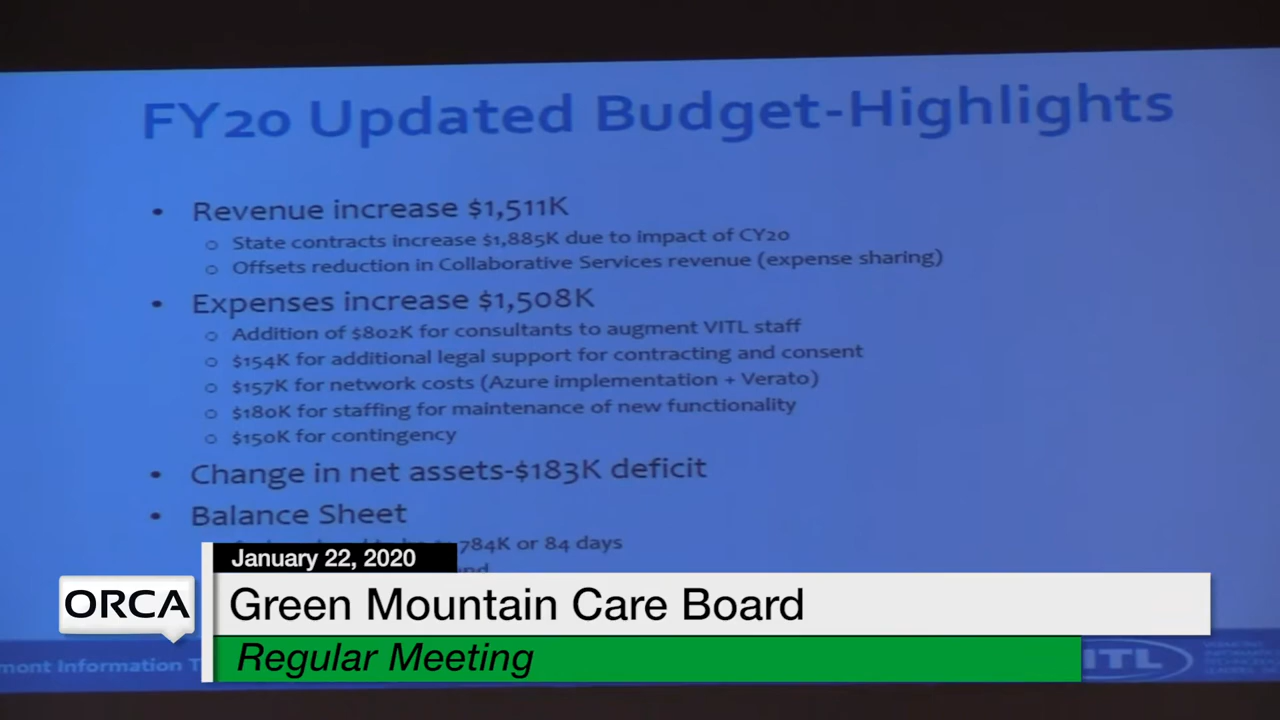 FY20 Updated Budget-Highlights
• Revenue increase $1,511K
o State contracts increase $1,885K due to impact of CY20
o Offsets reduction in Collaborative Services revenue (expense sharing)
• Expenses increase $1,508K
o Addition of $802K for consultants to augment VITL staff
o $154K for additional legal support for contracting and consent
o $157K for network costs (Azure implementation + Verato)
o $180K for staffing for maintenance of new functionality
o $150K for contingency
• Change in net assets-$183K deficit
• Balance Sheet
784K or 84 days
January 22, 2020
ORCA
Green Mountain Care Board
Regular Meeting
mont Information T
ITL